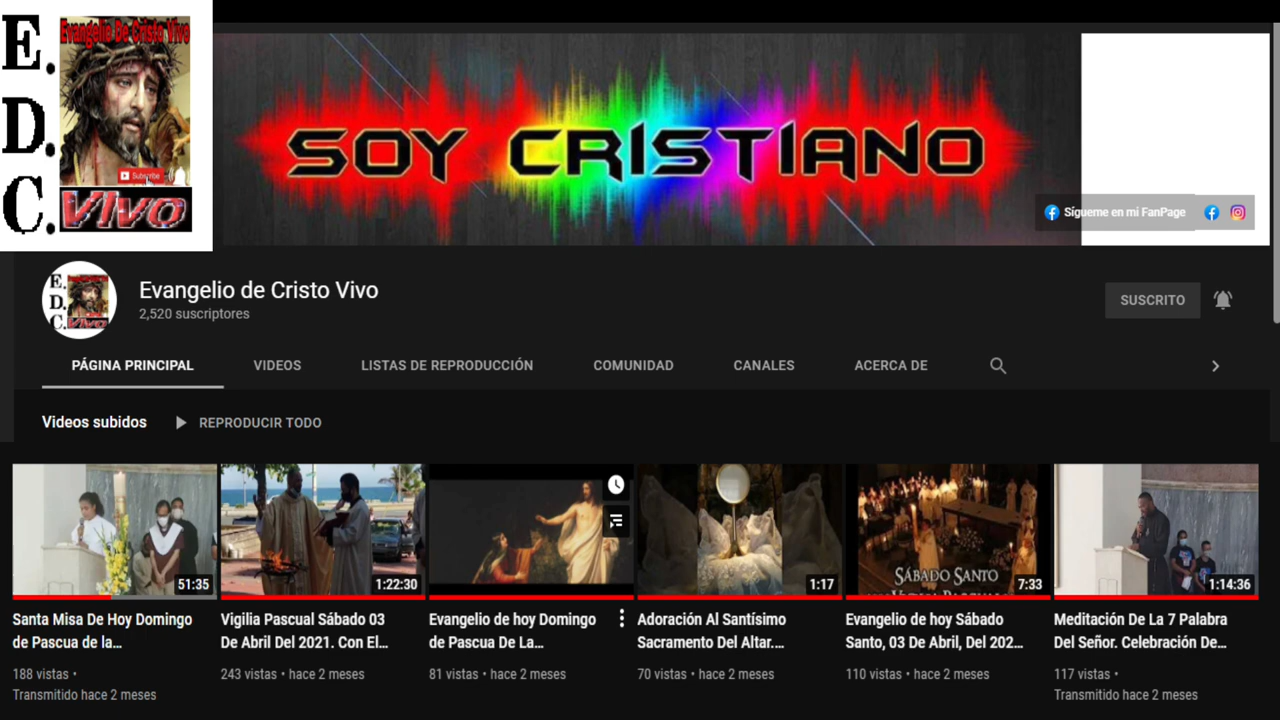 E.
D.
C.
Evangelio De Cristo Vivo
Subscribe
Vivo
SOY CRISTIANO
Sígueme en mi FanPage
Evangelio de Cristo Vivo
2,520 suscriptores
SUSCRITO
PÁGINA PRINCIPAL VIDEOS LISTAS DE REPRODUCCIÓN COMUNIDAD CANALES ACERCA DE
Videos subidos REPRODUCIR TODO
51:35
1:22:30
1:17
SÁBADO SANTO
7:33
1:14:36
Santa Misa De Hoy Domingo
de Pascua de la...
188 vistas •
Transmitido hace 2 meses
Vigilia Pascual Sábado 03
De Abril Del 2021. Con El...
243 vistas • hace 2 meses
Evangelio de hoy Domingo
de Pascua De La...
81 vistas • hace 2 meses
Adoración Al Santísimo
Sacramento Del Altar....
70 vistas • hace 2 meses
Evangelio de hoy Sábado
Santo, 03 De Abril, Del 202...
110 vistas • hace 2 meses
Meditación De La 7 Palabra
Del Señor. Celebración De...
117 vistas •
Transmitido hace 2 meses